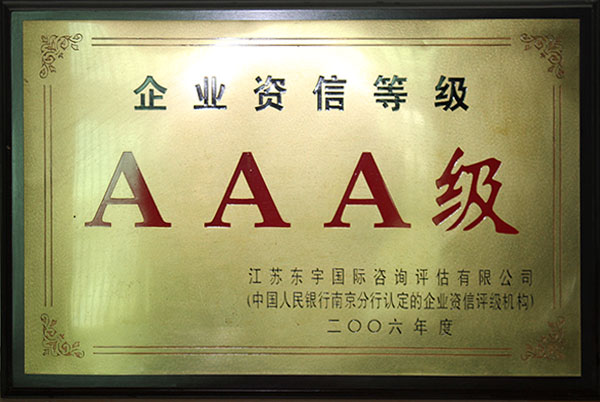 企业资信等级
AAA级
江苏东宇国际咨询评估有限公司
(中国人民银行南京分行认定的企业资信评级机构)
二〇〇六年度